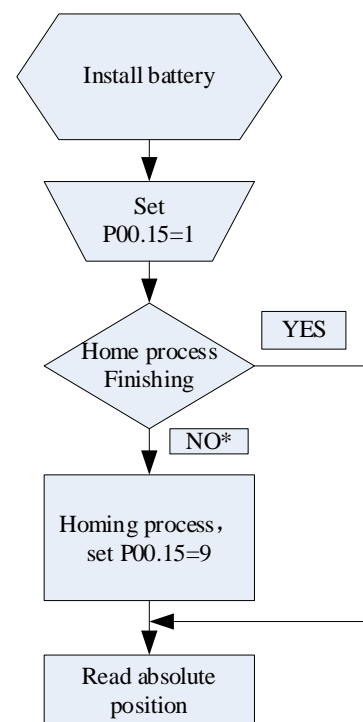 Install battery
Set
P00.15=1
Home process
Finishing
YES
NO*
Homing process，
set P00.15=9
Read absolute
position